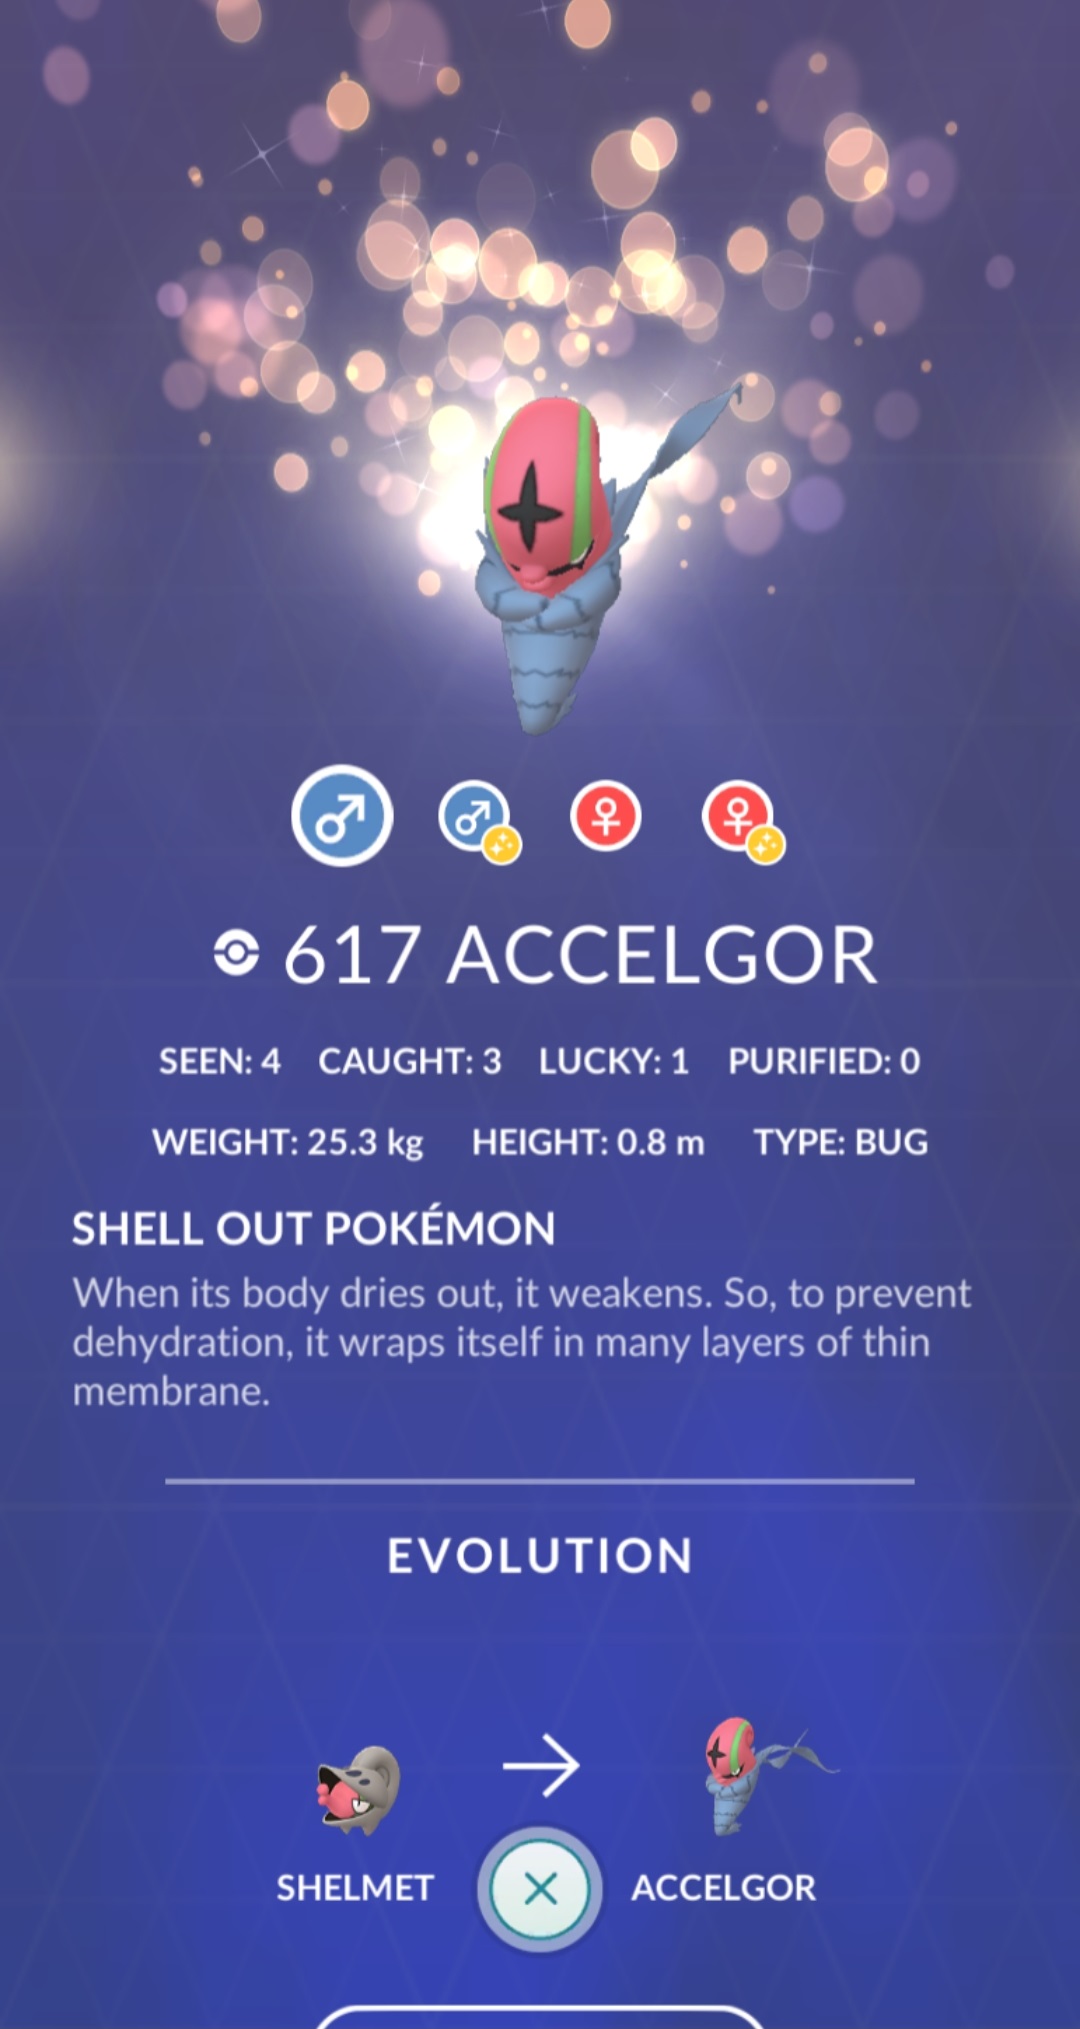 617 ACCELGOR
SEEN: 4 CAUGHT: 3 LUCKY: 1 PURIFIED: 0
WEIGHT: 25.3 kg HEIGHT: 0.8 m TYPE: BUG
SHELL OUT POKÉMON
When its body dries out, it weakens. So, to prevent
dehydration, it wraps itself in many layers of thin
membrane.
EVOLUTION
SHELMET ACCELGOR